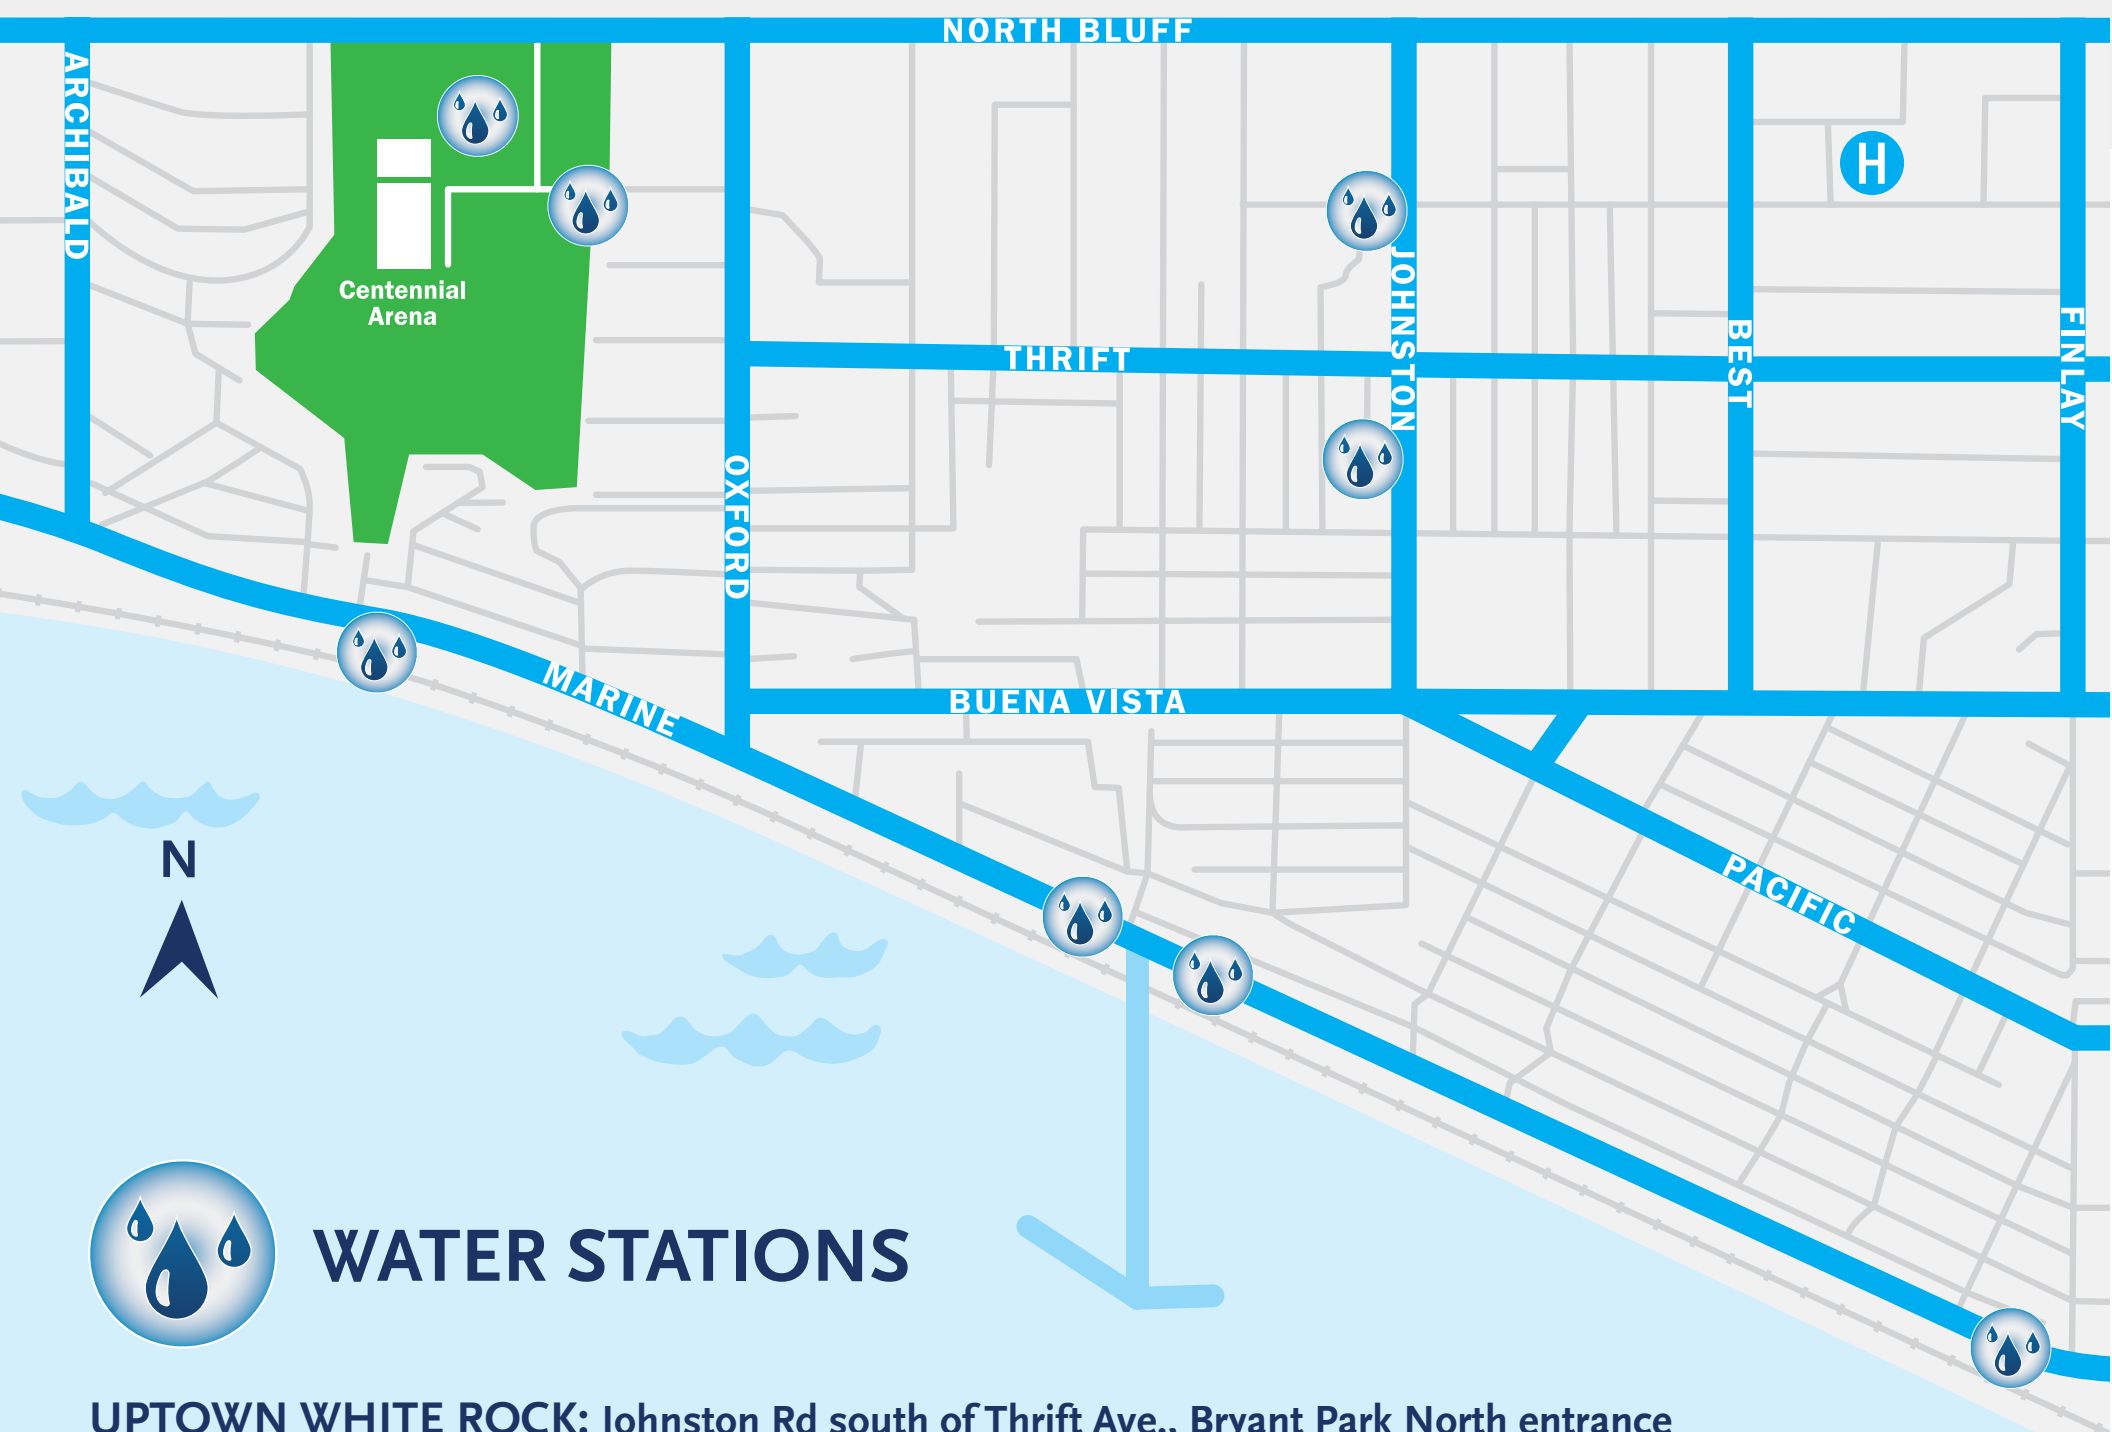 NORTH BLUFF
ARCHIBALD
H
Centennial
Arena
JOHNSTON
BEST
FINLAY
THRIFT
OXFORD
MARINE
BUENA VISTA
N
PACIFIC
WATER STATIONS
UPTOWN WHITE ROCK: Johnston Rd south of Thrift Ave., Bryant Park North entrance